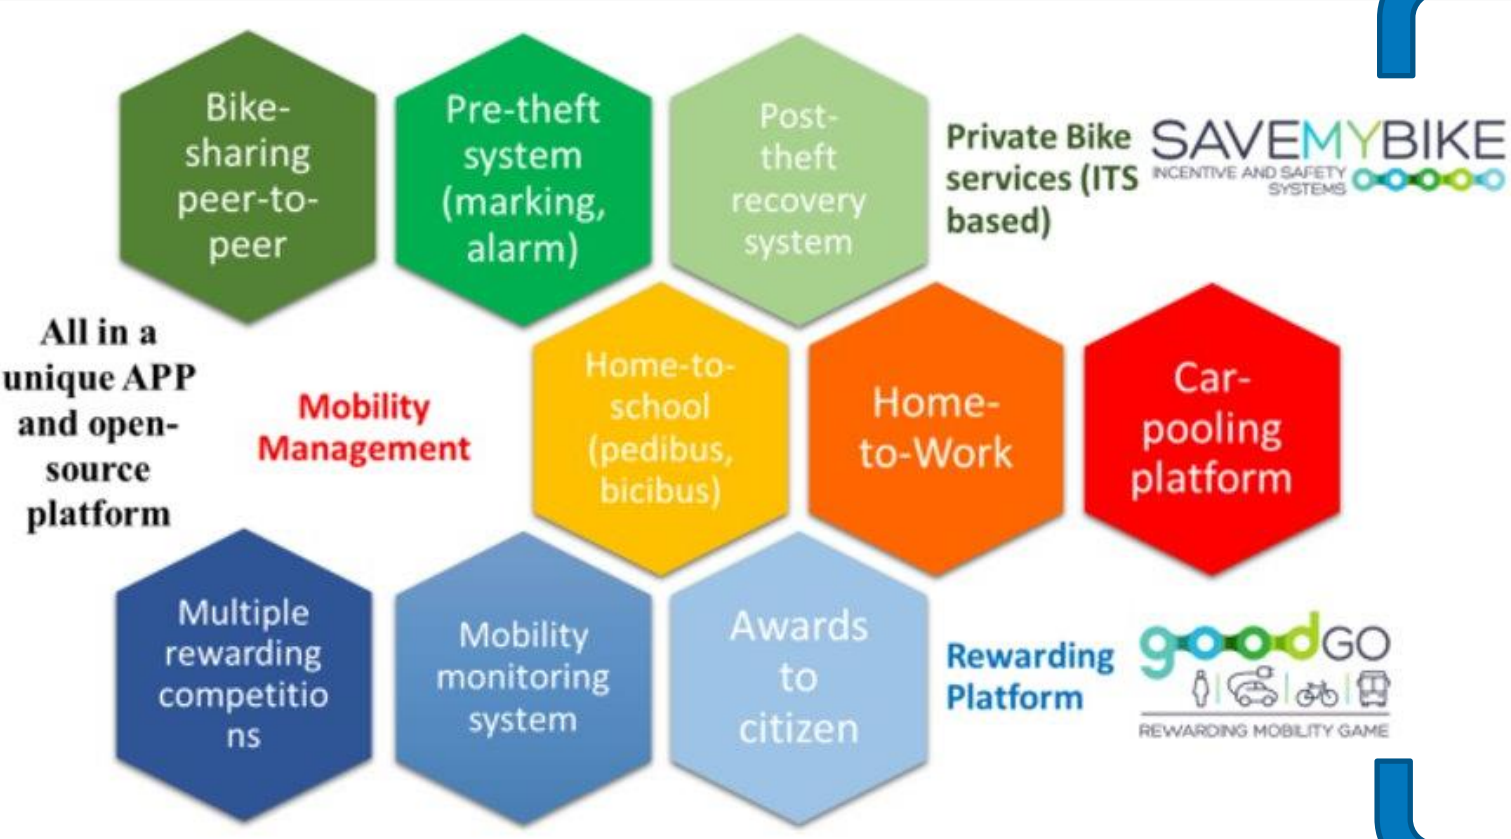 Bike-
sharing
peer-to-
peer
Pre-theft
system
(marking,
alarm)
Post-
theft
recovery
system
Private Bike
services (ITS
based)
SAVEMYBIKE
INCENTIVE AND SAFETY
SYSTEMS
All in a
unique APP
and open-
source
platform
Mobility
Management
Home-to-
school
(pedibus,
bicibus)
Home-
to-Work
Car-
pooling
platform
Multiple
rewarding
competitio
ns
Mobility
monitoring
system
Awards
to
citizen
Rewarding
Platform
goodGO
REWARDING MOBILITY GAME